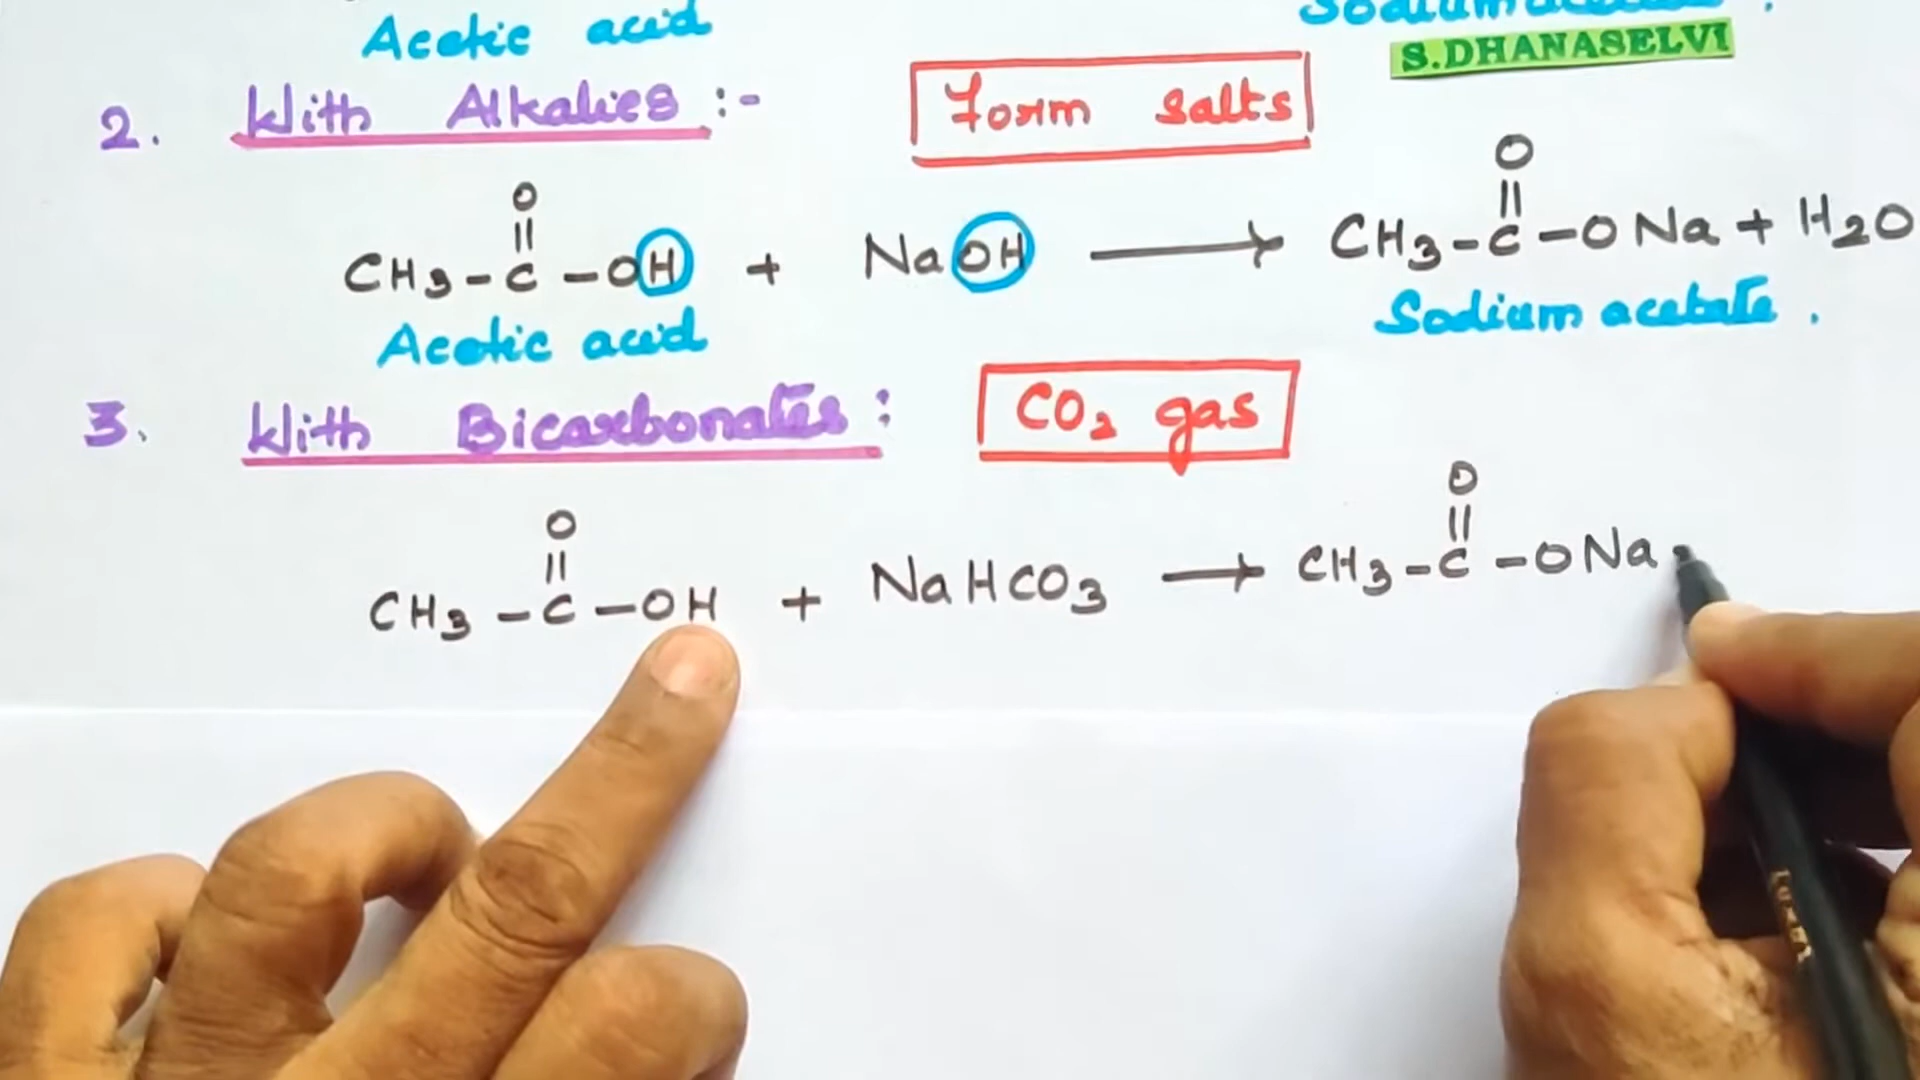 Acetic acid
S.DHANASELVI
2. With Alkalies :- Form salts
O O
|| ||
CH3-C-OH + NaOH → CH3-C-ONa + H2O
Acetic acid Sodium acetate.
3. With Bicarbonates: CO2 gas
O O
|| ||
CH3-C-OH + NaHCO3 → CH3-C-ONa